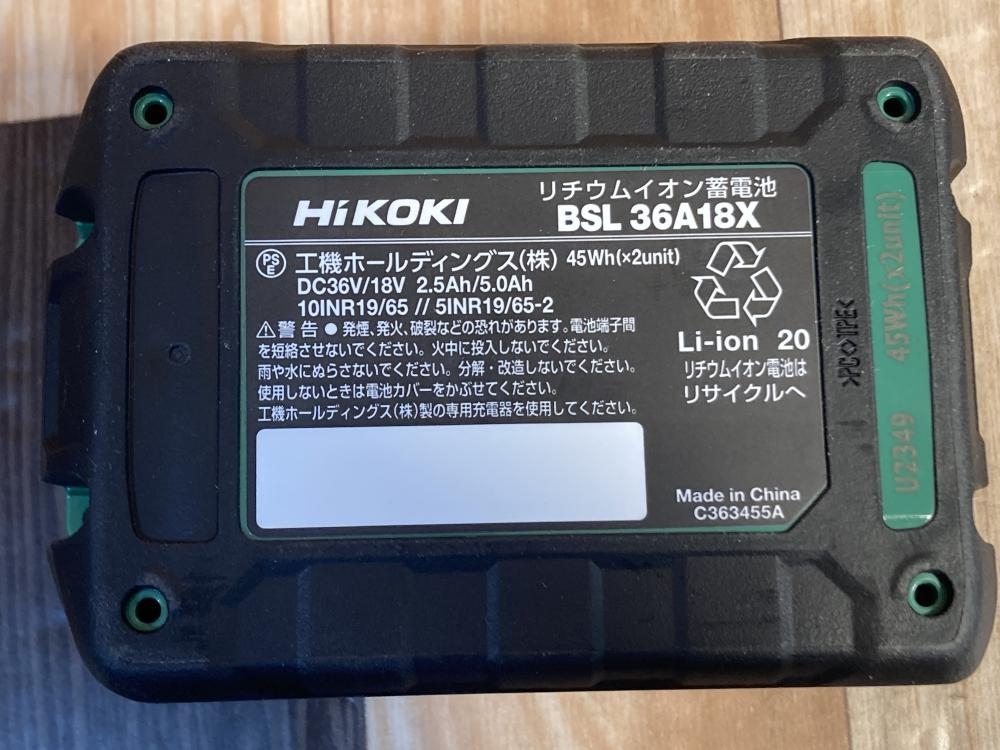 HiKOKI
リチウムイオン蓄電池
BSL 36A18X
PS
E
工機ホールディングス(株) 45Wh(×2unit)
DC36V/18V 2.5Ah/5.0Ah
10INR19/65 // 5INR19/65-2
⚠警告 ● 発煙、発火、破裂などの恐れがあります。電池端子間
を短絡させないでください。火中に投入しないでください。
雨や水にぬらさないでください。分解・改造しないでください。
使用しないときは電池カバーをかぶせてください。
工機ホールディングス(株)製の専用充電器を使用してください。
Li-ion 20
リチウムイオン電池は
リサイクルへ
Made in China
C363455A
U2349 45Wh(x2unit)